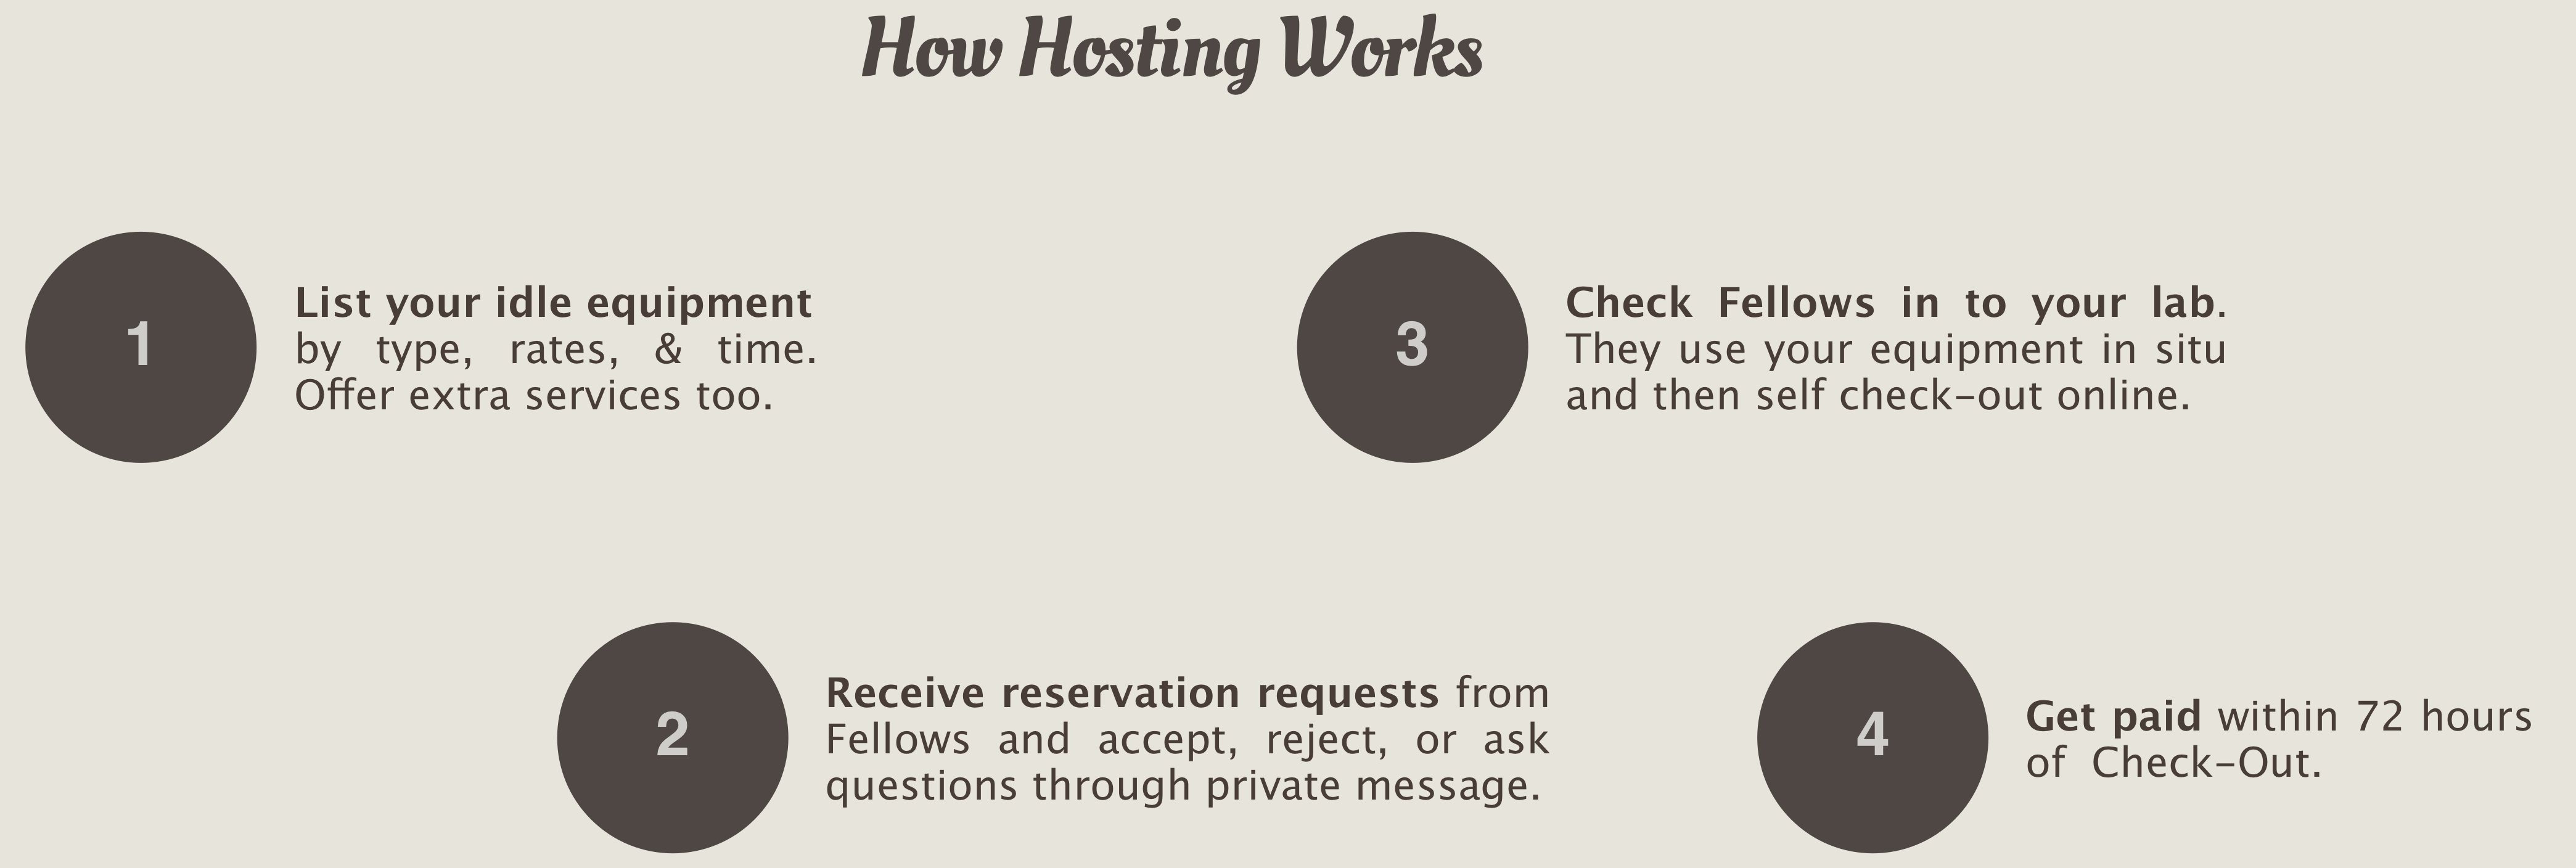 How Hosting Works
1
List your idle equipment
by type, rates, & time.
Offer extra services too.
2
Receive reservation requests from
Fellows and accept, reject, or ask
questions through private message.
3
Check Fellows in to your lab.
They use your equipment in situ
and then self check-out online.
4
Get paid within 72 hours
of Check-Out.